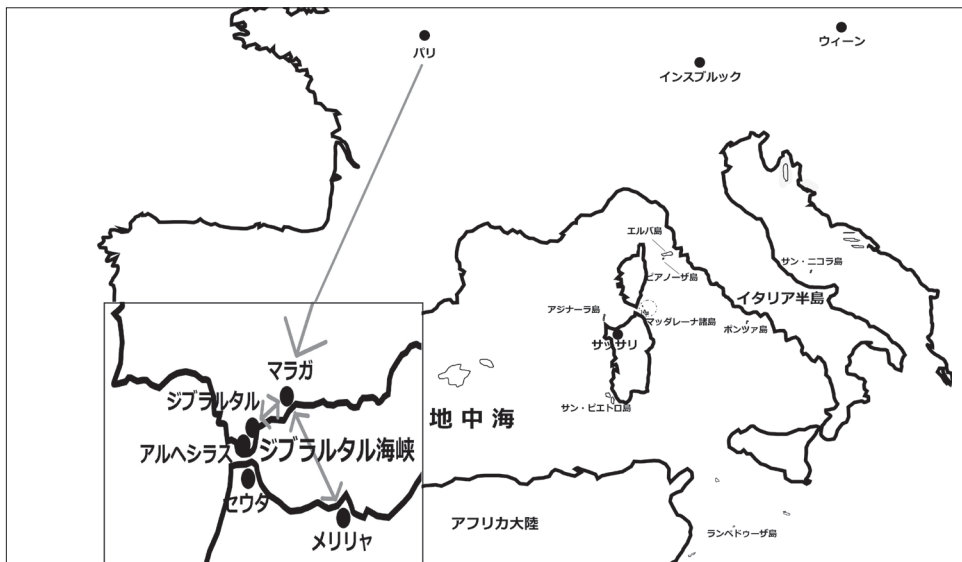 パリ
ウィーン
インスブルック
エルバ島
サン・ニコラ島
ピアノーザ島
イタリア半島
アジナーラ島
マッダレーナ諸島
ポンツァ島
サッサリ
マラガ
ジブラルタル
サン・ピエトロ島
地中海
アルヘシラス
ジブラルタル海峡
セウタ
アフリカ大陸
ランペドゥーザ島
メリリャ